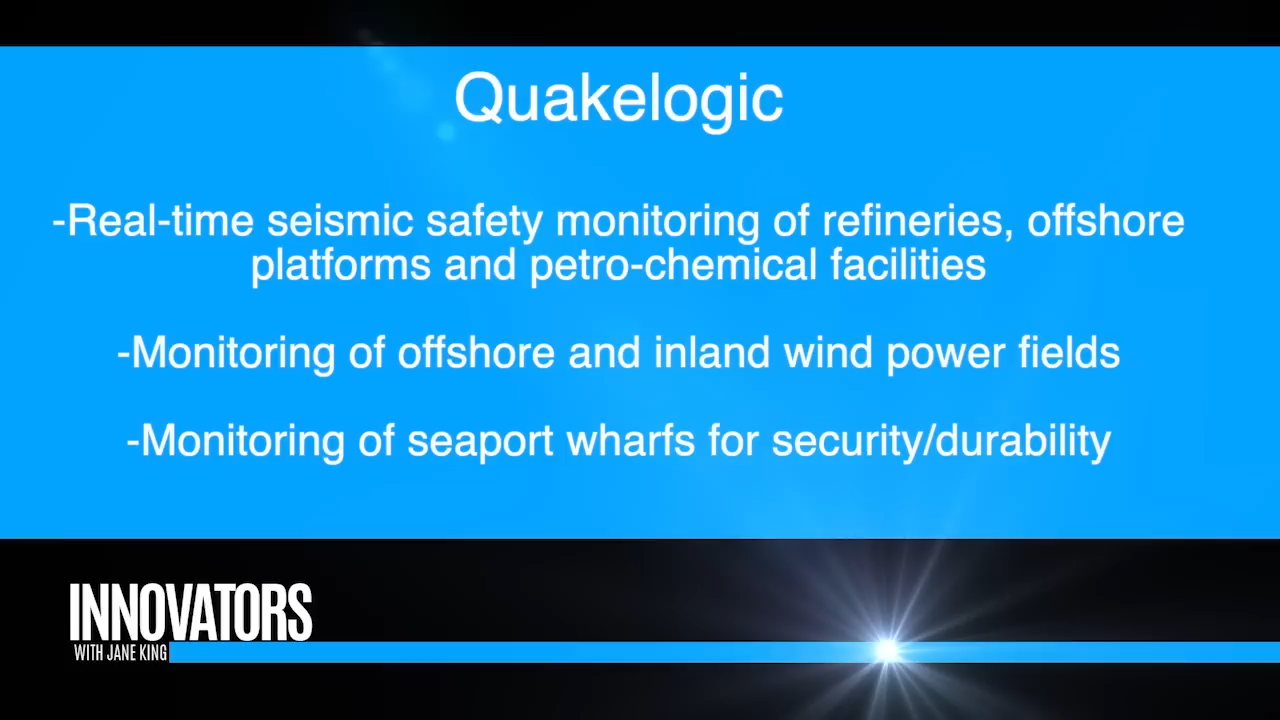 Quakelogic
-Real-time seismic safety monitoring of refineries, offshore
platforms and petro-chemical facilities
-Monitoring of offshore and inland wind power fields
-Monitoring of seaport wharfs for security/durability
INNOVATORS
WITH JANE KING